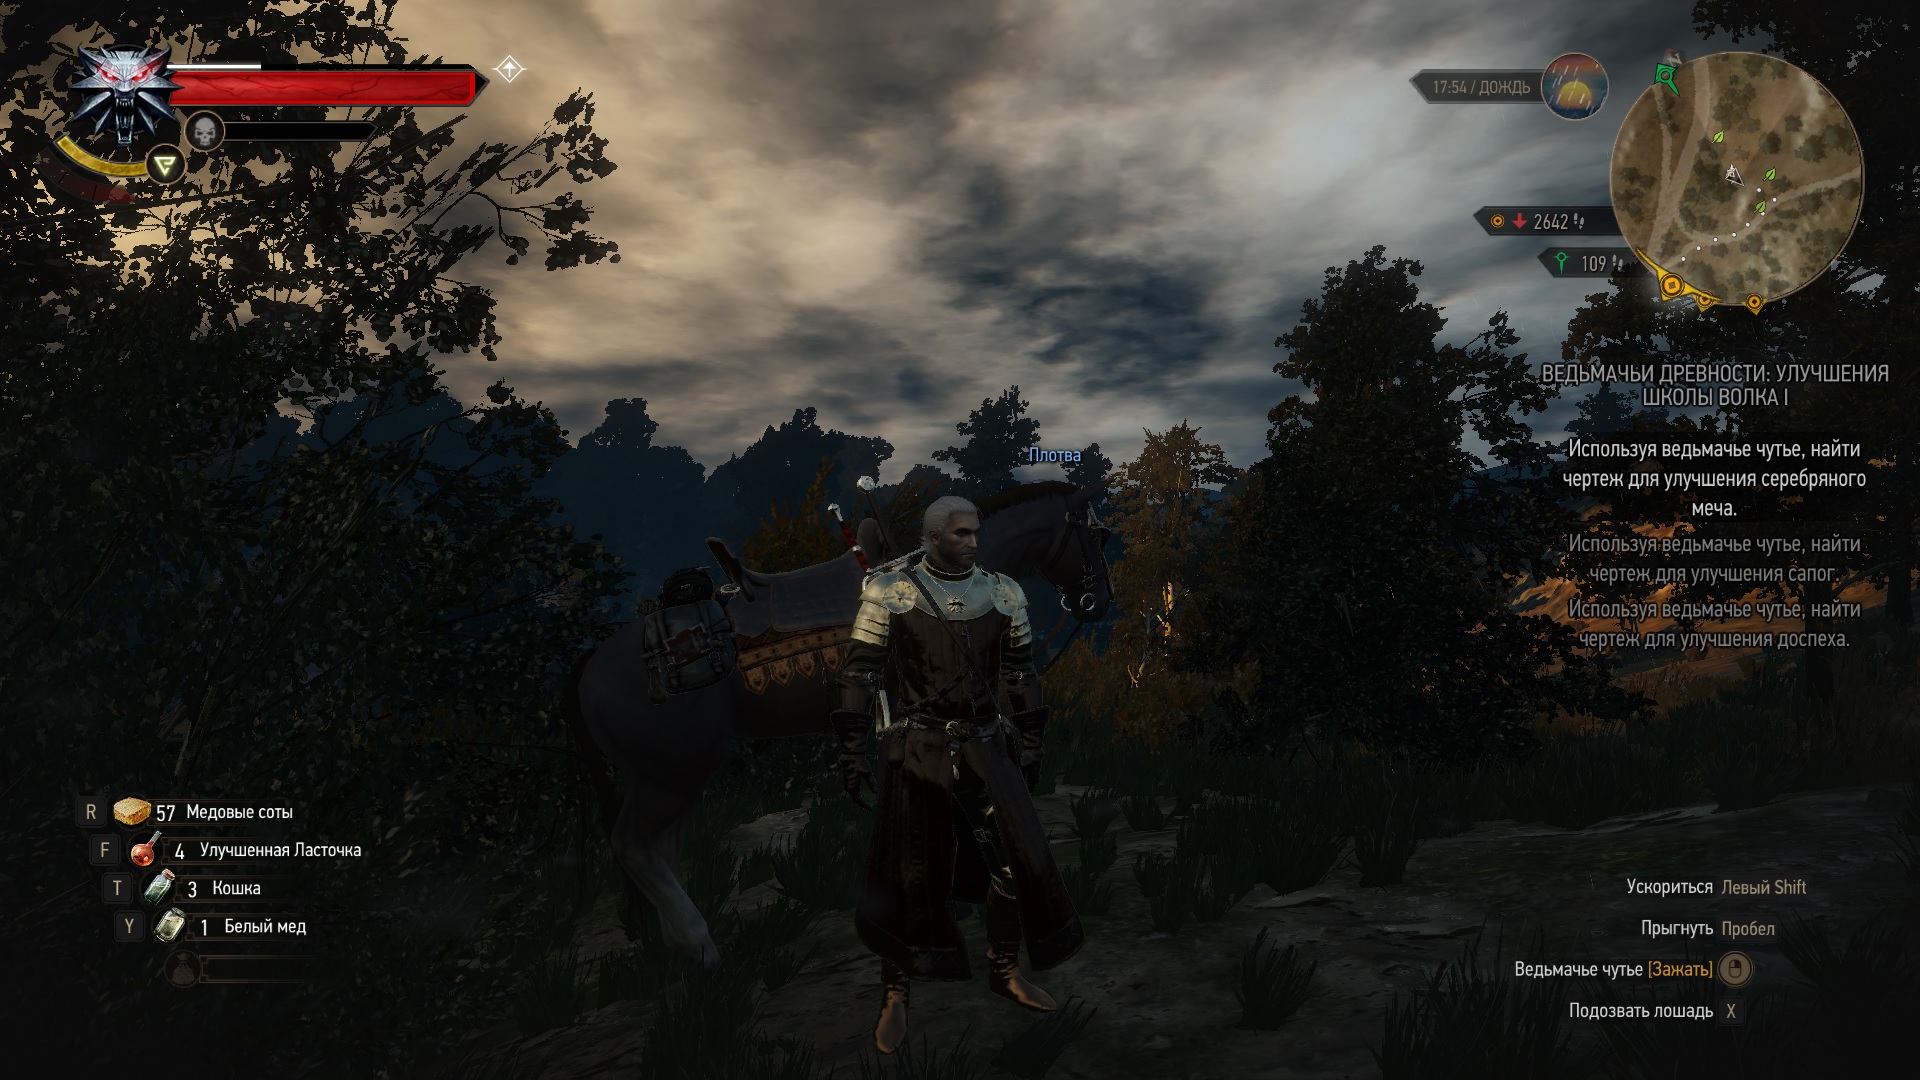 17:54 / ДОЖДЬ
2642
109
ВЕДЬМАЧЬИ ДРЕВНОСТИ: УЛУЧШЕНИЯ
ШКОЛЫ ВОЛКА I
Используя ведьмачье чутье, найти
чертеж для улучшения серебряного
меча.
Используя ведьмачье чутье, найти
чертеж для улучшения сапог.
Используя ведьмачье чутье, найти
чертеж для улучшения доспеха.
Плотва
R 57 Медовые соты
F 4 Улучшенная Ласточка
T 3 Кошка
Y 1 Белый мед
Ускориться Левый Shift
Прыгнуть Пробел
Ведьмачье чутье [Зажать]
Подозвать лошадь X